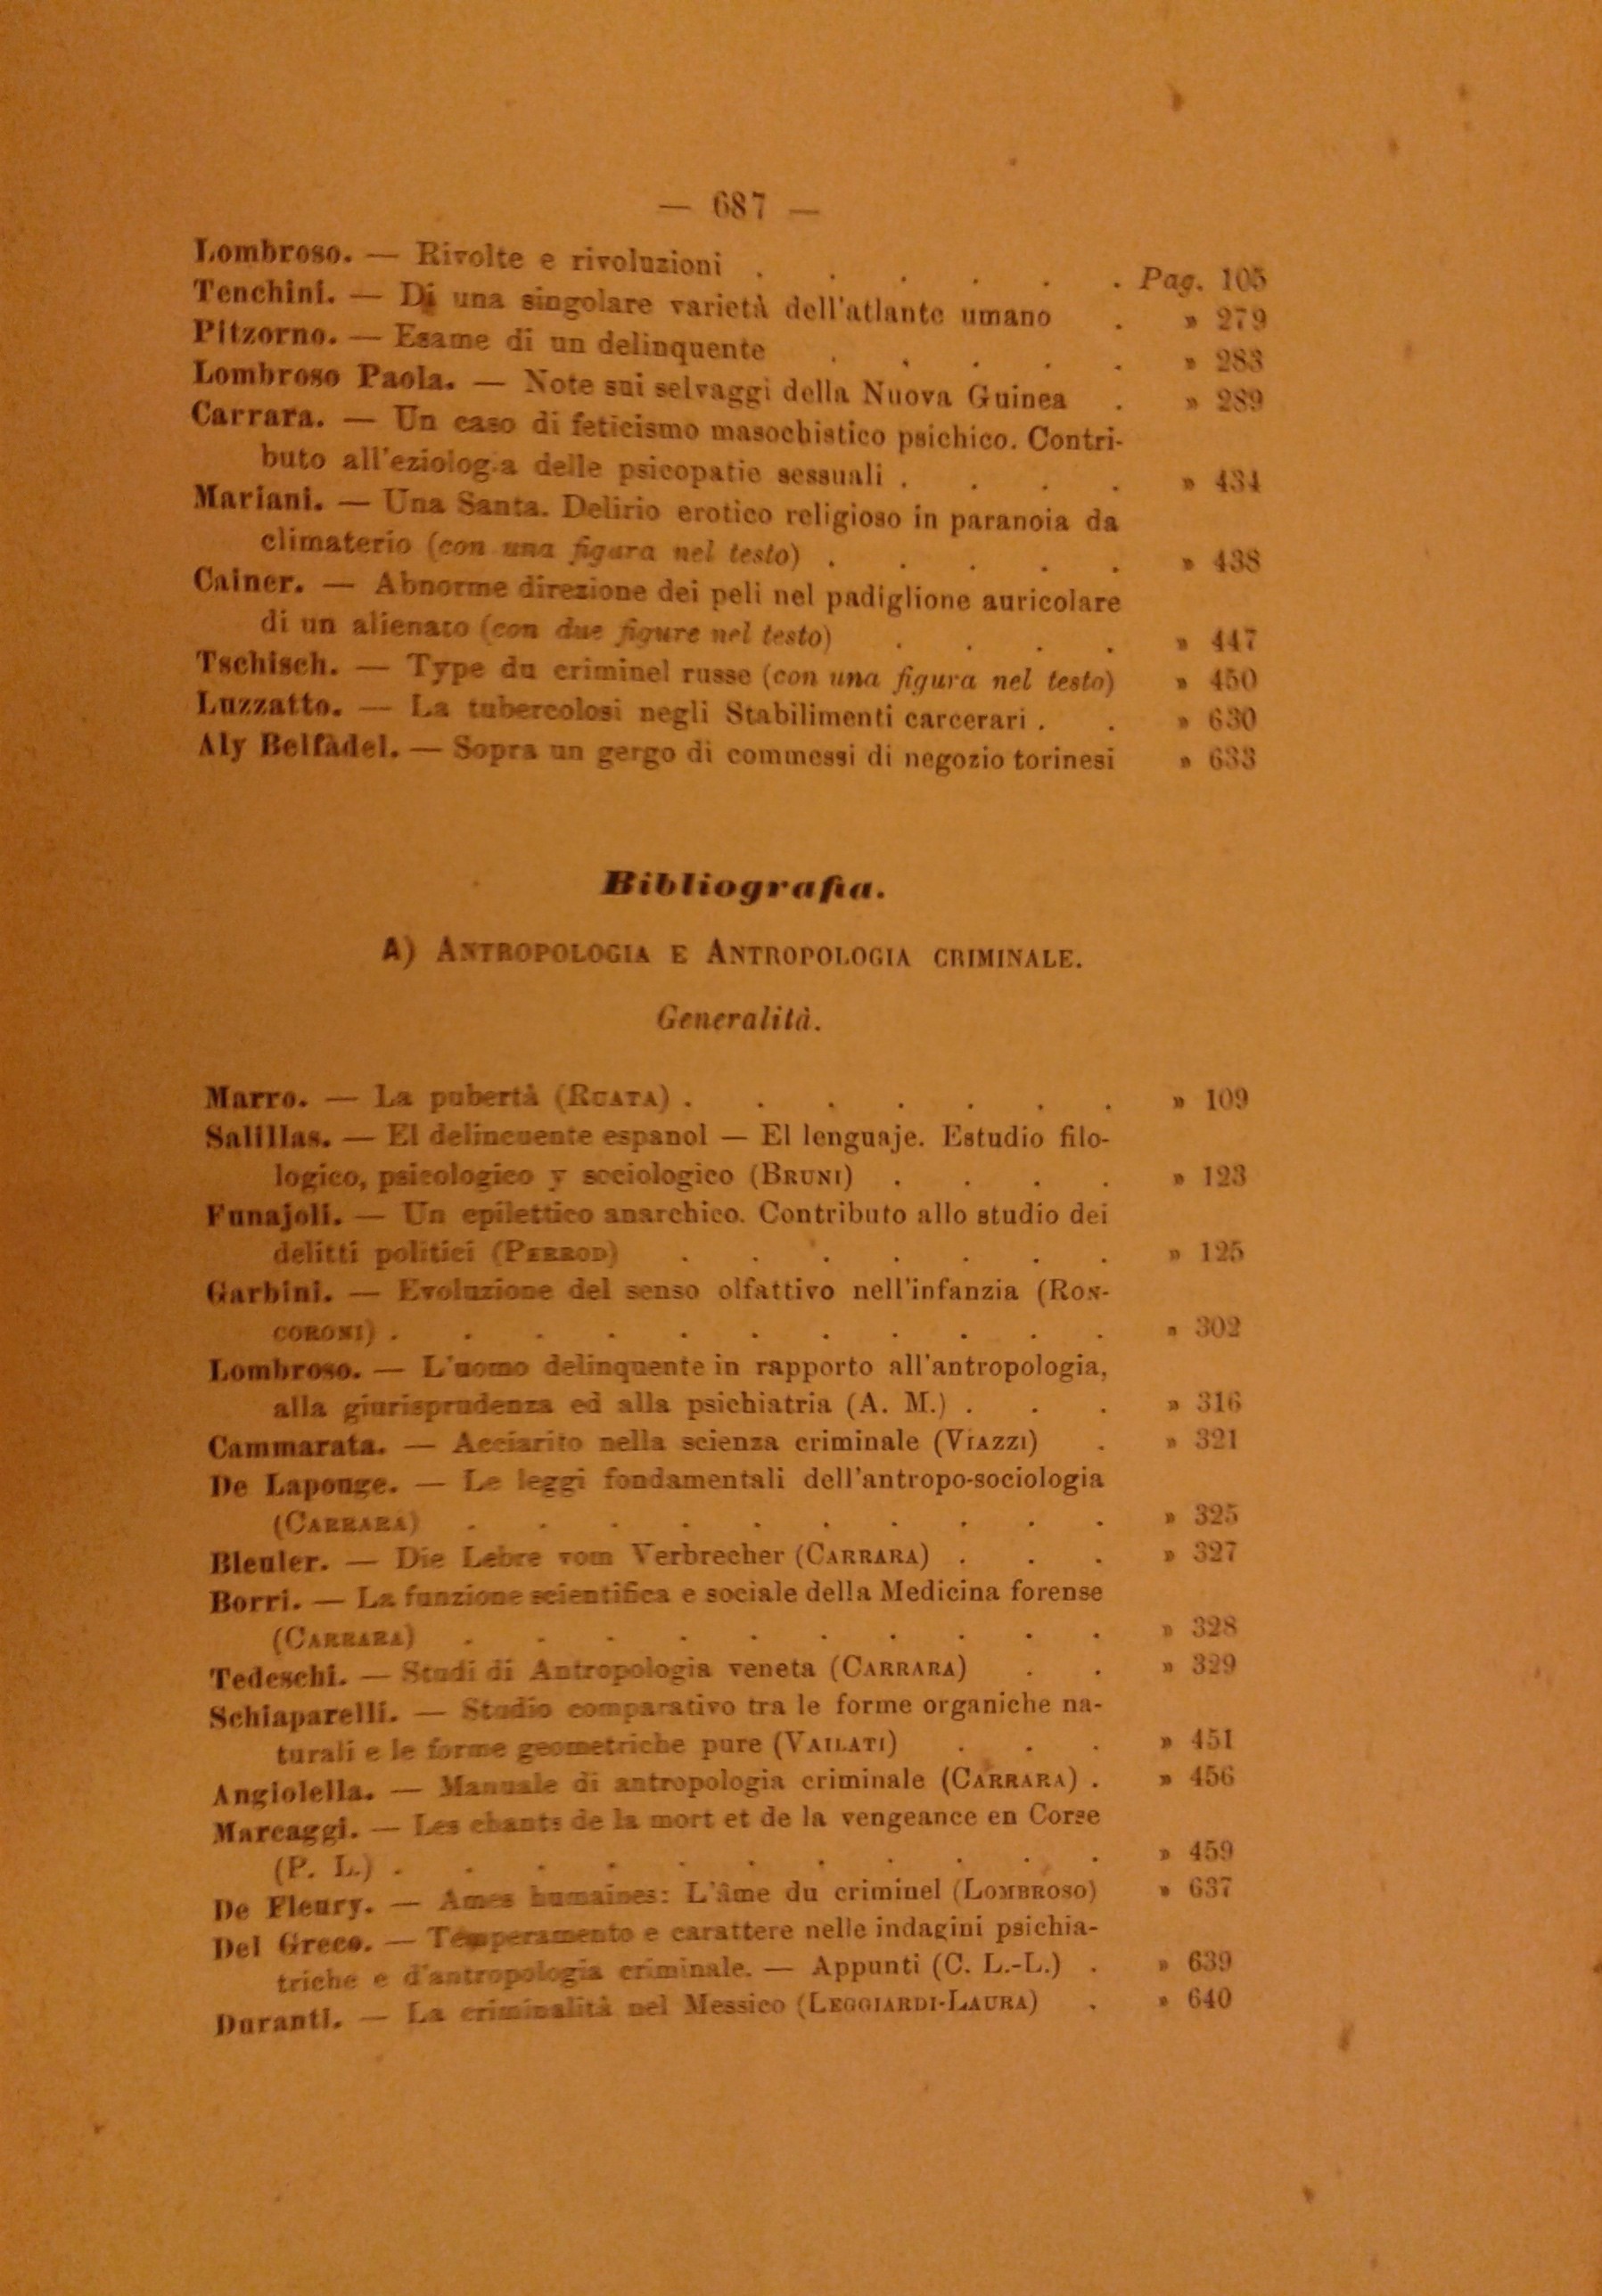 — 687 —
Lombroso. — Rivolte e rivoluzioni . . . . . . Pag. 105
Tenchini. — Di una singolare varietà dell'atlante umano . » 279
Pitzorno. — Esame di un delinquente . . . . . » 283
Lombroso Paola. — Note sui selvaggi della Nuova Guinea . » 289
Carrara. — Un caso di feticismo masochistico psichico. Contri-
buto all'eziologia delle psicopatie sessuali . . . . » 434
Mariani. — Una Santa. Delirio erotico religioso in paranoia da
climaterio (con una figura nel testo) . . . . . » 438
Cainer. — Abnorme direzione dei peli nel padiglione auricolare
di un alienato (con due figure nel testo) . . . . » 447
Tschisch. — Type du criminel russe (con una figura nel testo) » 450
Luzzatto. — La tubercolosi negli Stabilimenti carcerari . . » 630
Aly Belfàdel. — Sopra un gergo di commessi di negozio torinesi » 633
Bibliografia.
A) Antropologia e Antropologia criminale.
Generalità.
Marro. — La pubertà (Ruata) . . . . . . . » 109
Salillas. — El delincuente espanol — El lenguaje. Estudio filo-
logico, psicologico y sociologico (Bruni) . . . . » 123
Funajoli. — Un epilettico anarchico. Contributo allo studio dei
delitti politici (Perrod) . . . . . . . » 125
Garbini. — Evoluzione del senso olfattivo nell'infanzia (Ron-
coroni) . . . . . . . . . . . » 302
Lombroso. — L'uomo delinquente in rapporto all'antropologia,
alla giurisprudenza ed alla psichiatria (A. M.) . . . » 316
Cammarata. — Acciarito nella scienza criminale (Viazzi) . » 321
De Lapouge. — Le leggi fondamentali dell'antropo-sociologia
(Carrara) . . . . . . . . . . » 325
Bleuler. — Die Lebre vom Verbrecher (Carrara) . . . » 327
Borri. — La funzione scientifica e sociale della Medicina forense
(Carrara) . . . . . . . . . . » 328
Tedeschi. — Studi di Antropologia veneta (Carrara) . . » 329
Schiaparelli. — Studio comparativo tra le forme organiche na-
turali e le forme geometriche pure (Vailati) . . . » 451
Angiolella. — Manuale di antropologia criminale (Carrara) . » 456
Marcaggi. — Les chants de la mort et de la vengeance en Corse
(P. L.) . . . . . . . . . . . » 459
De Fleury. — Ames humaines: L'âme du criminel (Lombroso) » 637
Del Greco. — Temperamento e carattere nelle indagini psichia-
triche e d'antropologia criminale. — Appunti (C. L.-L.) . » 639
Duranti. — La criminalità nel Messico (Leggiardi-Laura) . » 640